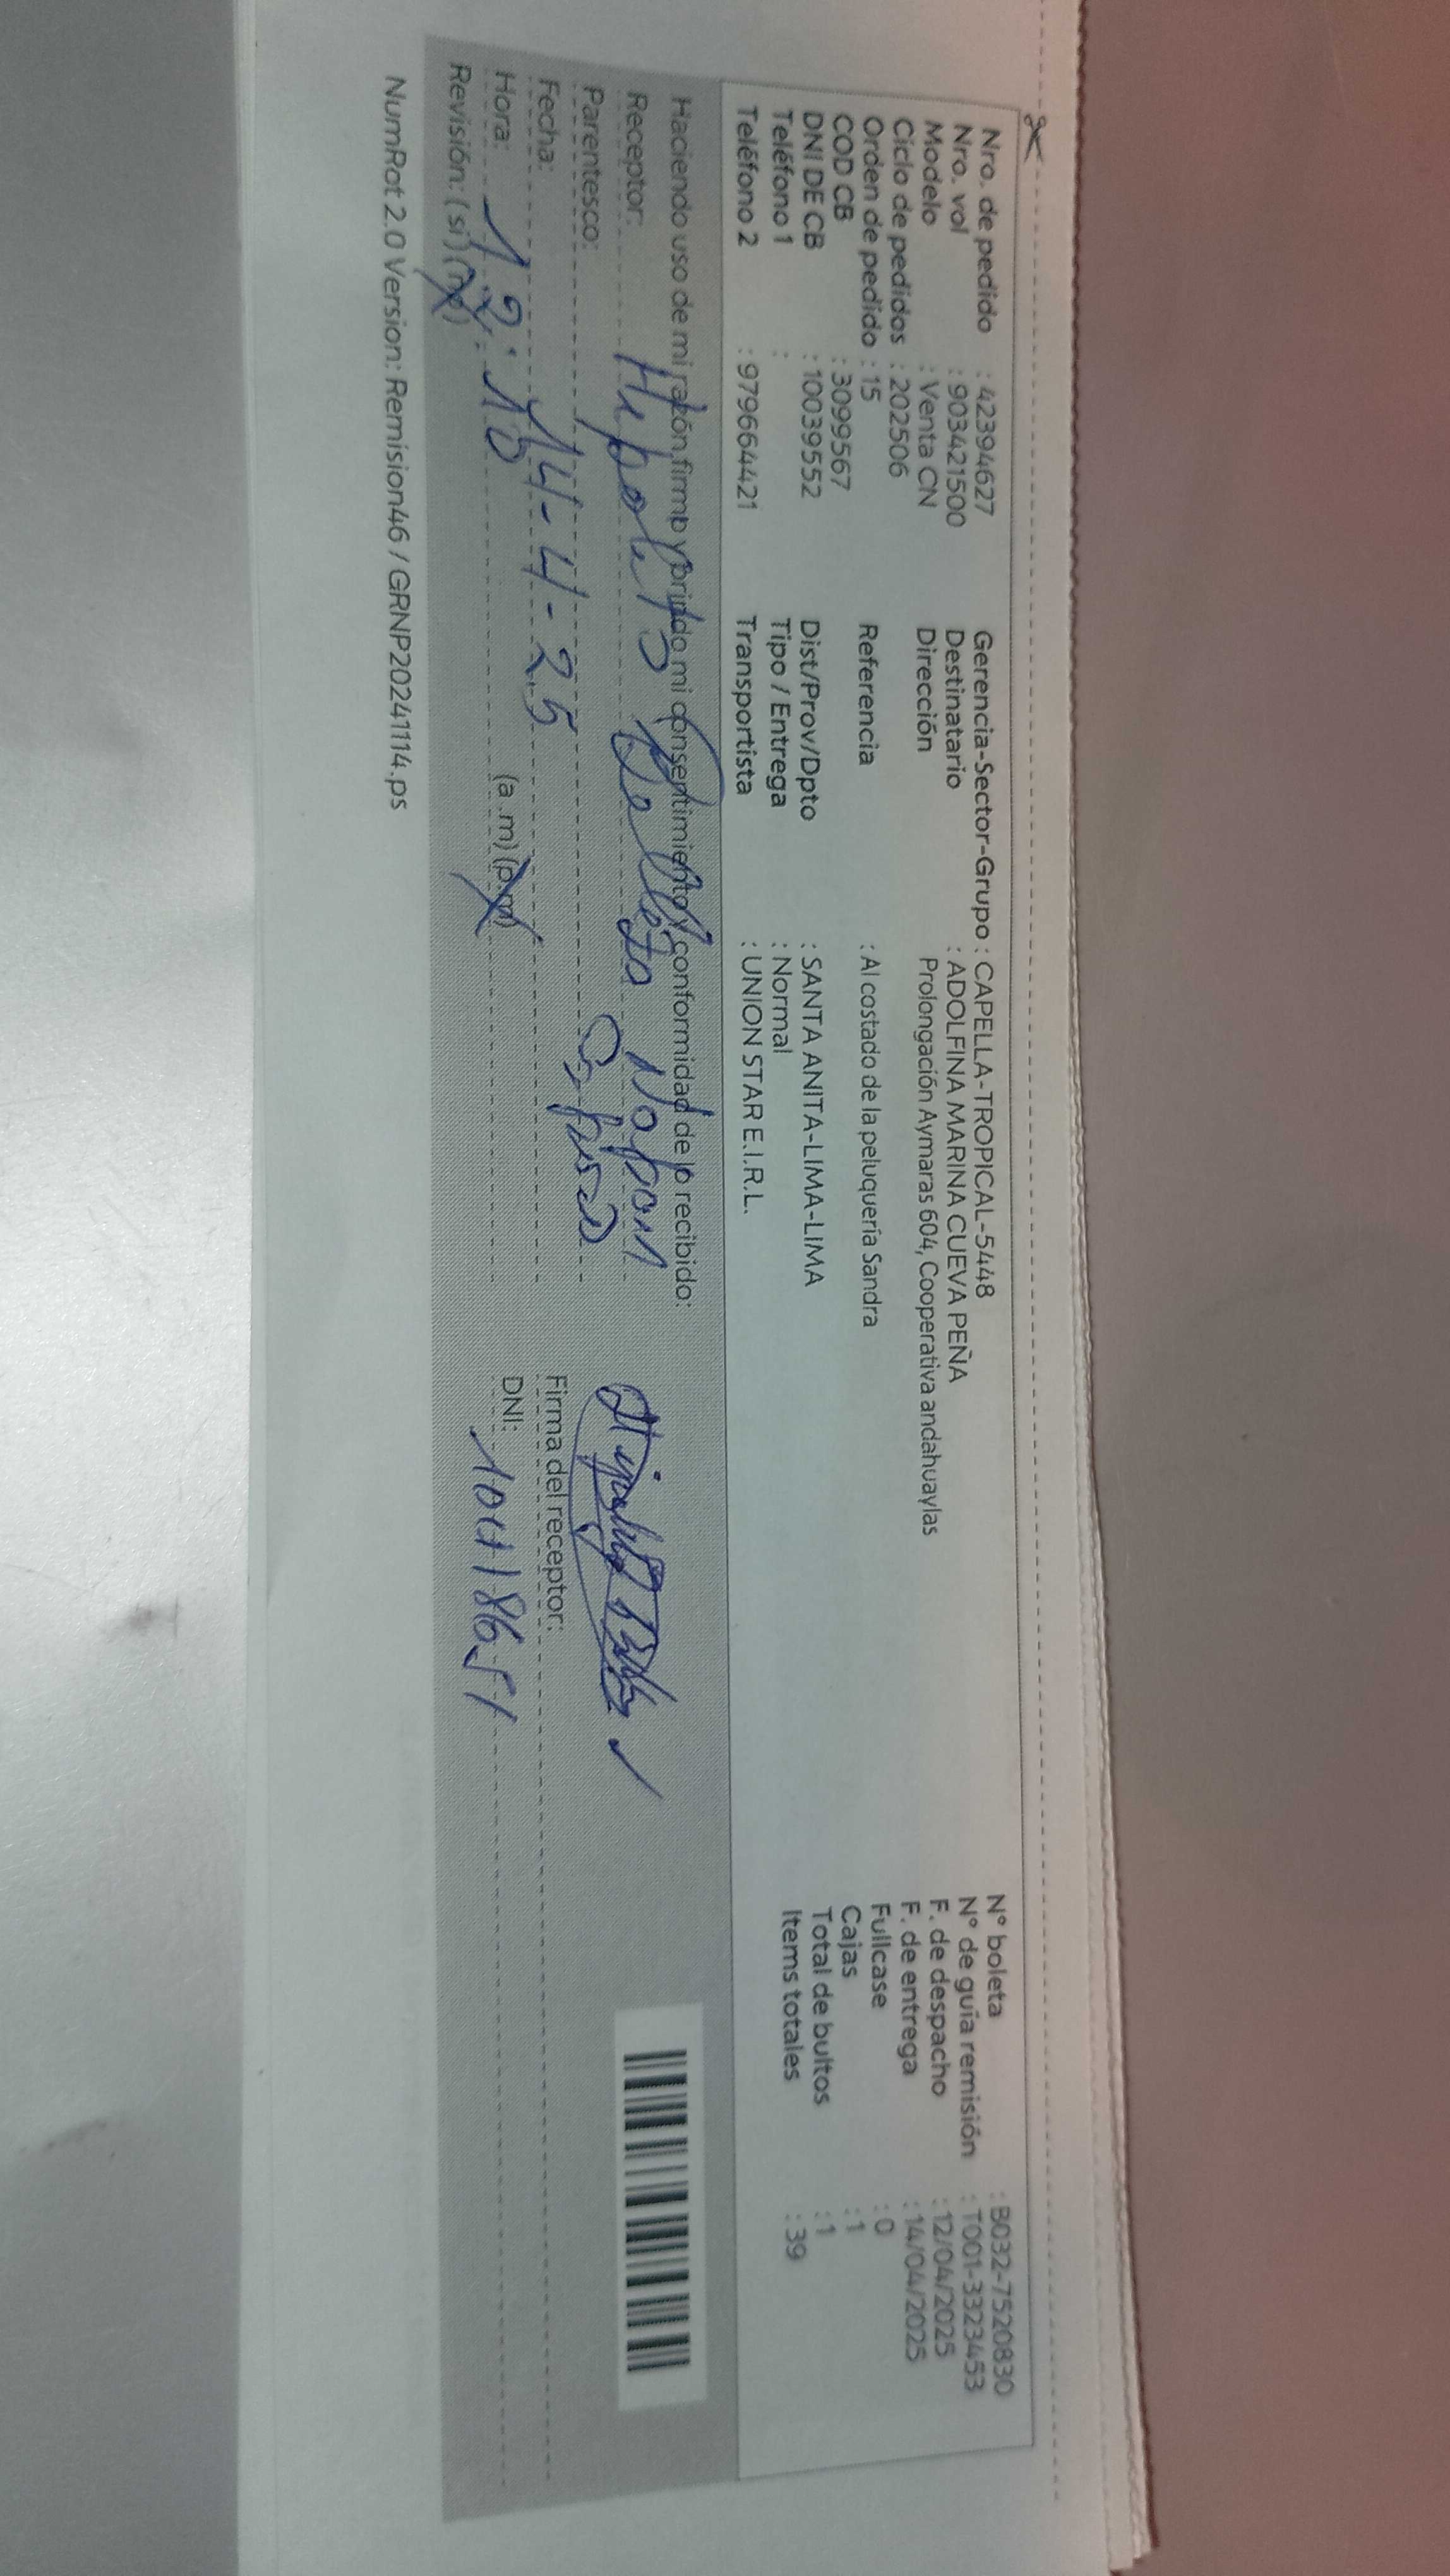 Nro. de pedido : 42394627
Nro. vol : 903421500
Modelo : Venta CN
Ciclo de pedidos : 202506
Orden de pedido : 15
COD CB : 3099567
DNI DE CB : 10039552
Teléfono 1 :
Teléfono 2 : 979664421
Gerencia-Sector-Grupo : CAPELLA-TROPICAL-5448
Destinatario : ADOLFINA MARINA CUEVA PEÑA
Dirección Prolongación Aymaras 604, Cooperativa andahuaylas
Referencia : Al costado de la peluquería Sandra
Dist/Prov/Dpto : SANTA ANITA-LIMA-LIMA
Tipo / Entrega : Normal
Transportista : UNION STAR E.I.R.L.
N° boleta : B032-7520830
N° de guía remisión : T001-3323453
F. de despacho : 12/04/2025
F. de entrega : 14/04/2025
Fullcase : 0
Cajas : 1
Total de bultos : 1
Items totales : 39
Haciendo uso de mi razón firmo y brindo mi consentimiento y conformidad de lo recibido:
Receptor:
Parentesco: Esposo
Fecha: 14-4-25
Hora: 12:10 (a.m) (p.m)
Revisión: (si) (no)
Firma del receptor:
DNI: 10418651
NumRot 2.0 Version: Remision46 / GRNP20241114.ps